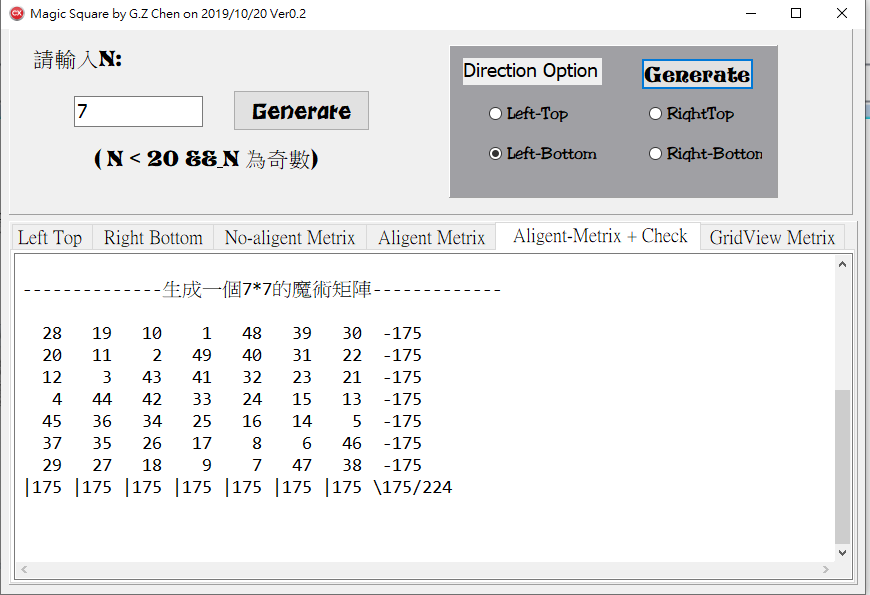 Magic Square by G.Z Chen on 2019/10/20 Ver0.2
請輸入N:
7
Generate
( N < 20 &&_N 為奇數)
Direction Option
Generate
Left-Top
RightTop
Left-Bottom
Right-Botton
Left Top
Right Bottom
No-aligent Metrix
Aligent Metrix
Aligent-Metrix + Check
GridView Metrix
--------------生成一個7*7的魔術矩陣-------------
28 19 10 1 48 39 30 -175
20 11 2 49 40 31 22 -175
12 3 43 41 32 23 21 -175
4 44 42 33 24 15 13 -175
45 36 34 25 16 14 5 -175
37 35 26 17 8 6 46 -175
29 27 18 9 7 47 38 -175
|175 |175 |175 |175 |175 |175 |175 \175/224